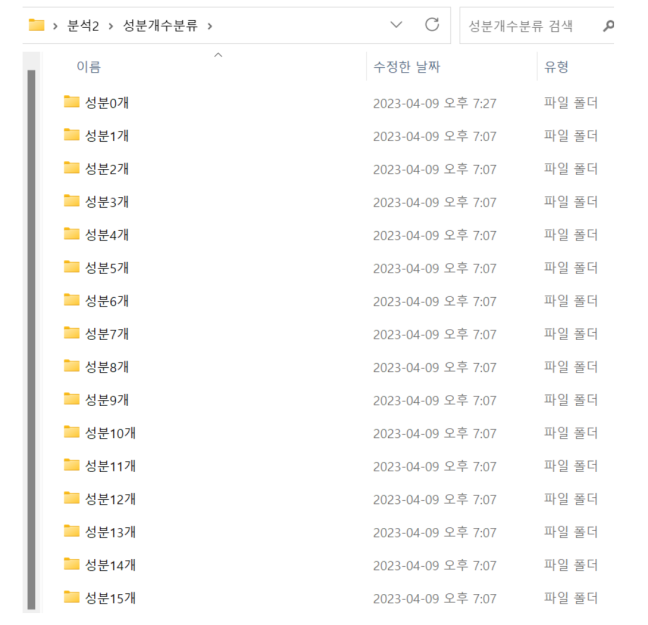 분석2 > 성분개수분류 > 성분개수분류 검색
이름 수정한 날짜 유형
성분0개 2023-04-09 오후 7:27 파일 폴더
성분1개 2023-04-09 오후 7:07 파일 폴더
성분2개 2023-04-09 오후 7:07 파일 폴더
성분3개 2023-04-09 오후 7:07 파일 폴더
성분4개 2023-04-09 오후 7:07 파일 폴더
성분5개 2023-04-09 오후 7:07 파일 폴더
성분6개 2023-04-09 오후 7:07 파일 폴더
성분7개 2023-04-09 오후 7:07 파일 폴더
성분8개 2023-04-09 오후 7:07 파일 폴더
성분9개 2023-04-09 오후 7:07 파일 폴더
성분10개 2023-04-09 오후 7:07 파일 폴더
성분11개 2023-04-09 오후 7:07 파일 폴더
성분12개 2023-04-09 오후 7:07 파일 폴더
성분13개 2023-04-09 오후 7:07 파일 폴더
성분14개 2023-04-09 오후 7:07 파일 폴더
성분15개 2023-04-09 오후 7:07 파일 폴더